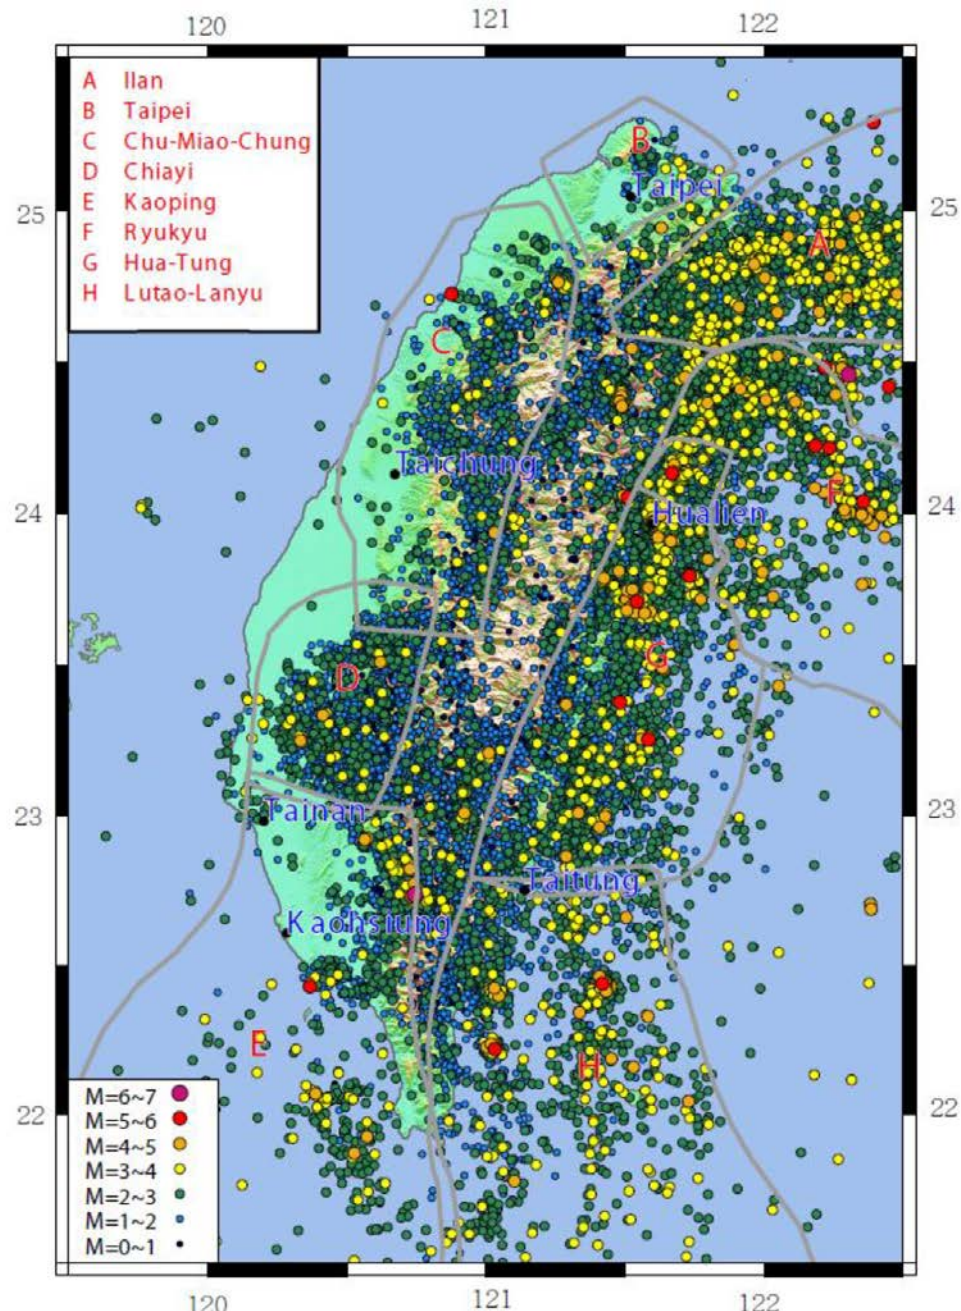 120 121 122
A Ilan
B Taipei
C Chu-Miao-Chung
D Chiayi
E Kaoping
F Ryukyu
G Hua-Tung
H Lutao-Lanyu
B
Taipei
25 25
A
C
Taichung
F
24 Hualien 24
G
D
23 Tainan 23
Taitung
Kaohsiung
E
H
22 22
M=6~7
M=5~6
M=4~5
M=3~4
M=2~3
M=1~2
M=0~1
120 121 122